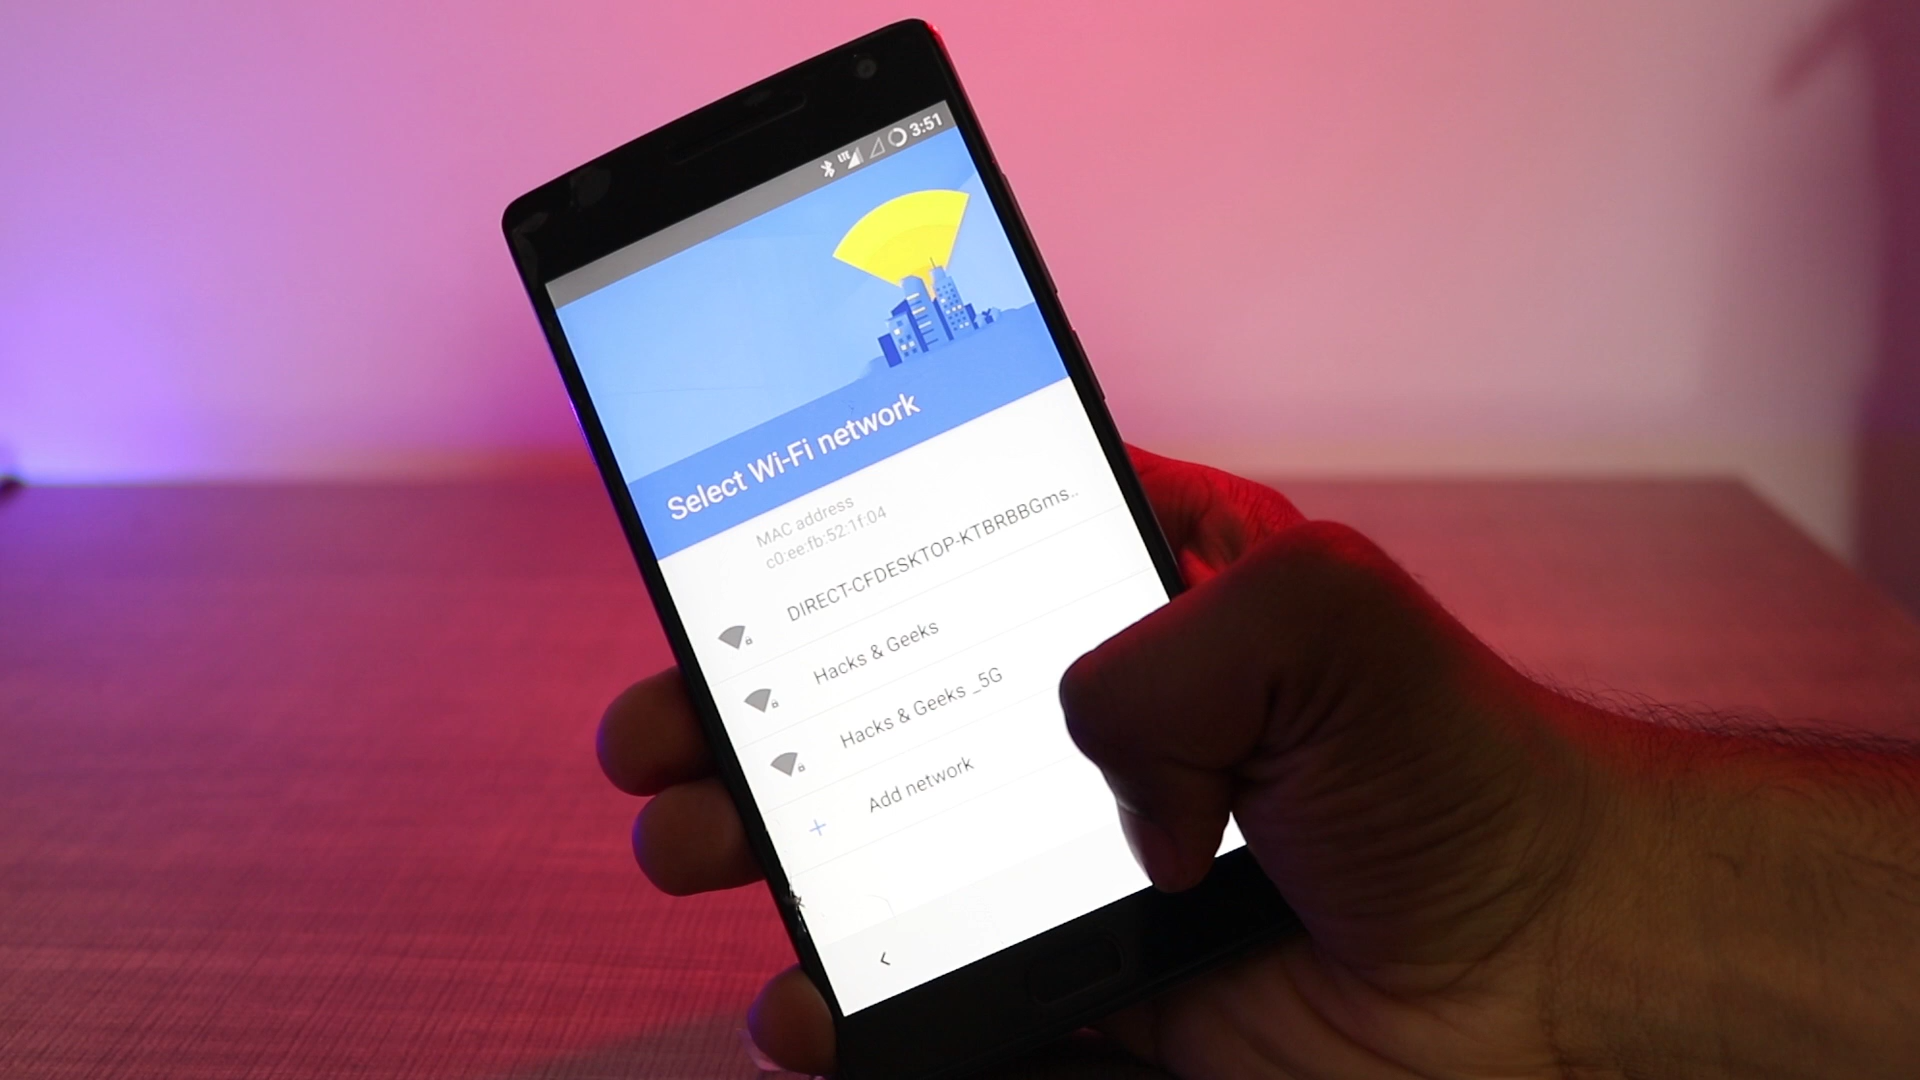 LTE 3:51
Select Wi-Fi network
MAC address
c0:ee:fb:52:1f:04
DIRECT-CFDESKTOP-KTBRBBGms..
Hacks & Geeks
Hacks & Geeks _5G
Add network